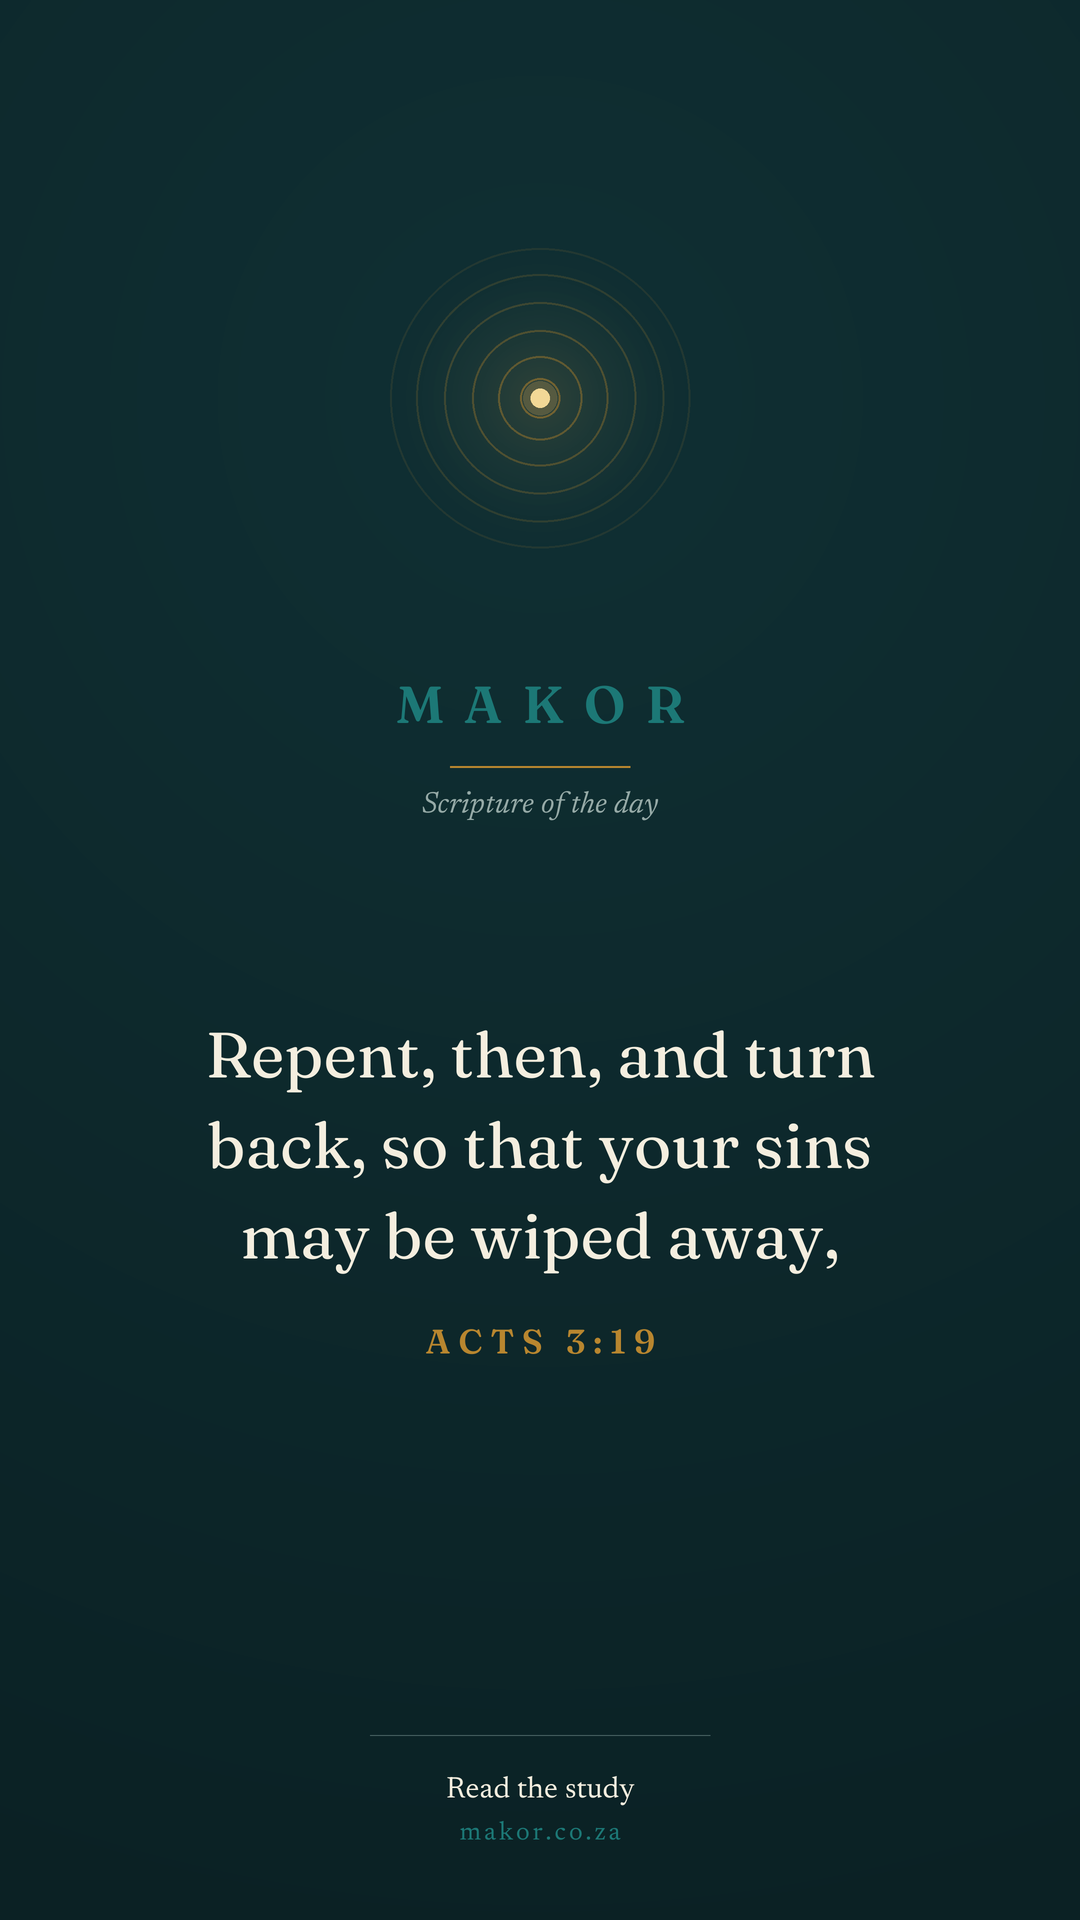 MAKOR
Scripture of the day
Repent, then, and turn
back, so that your sins
may be wiped away,
ACTS 3:19
Read the study
makor.co.za